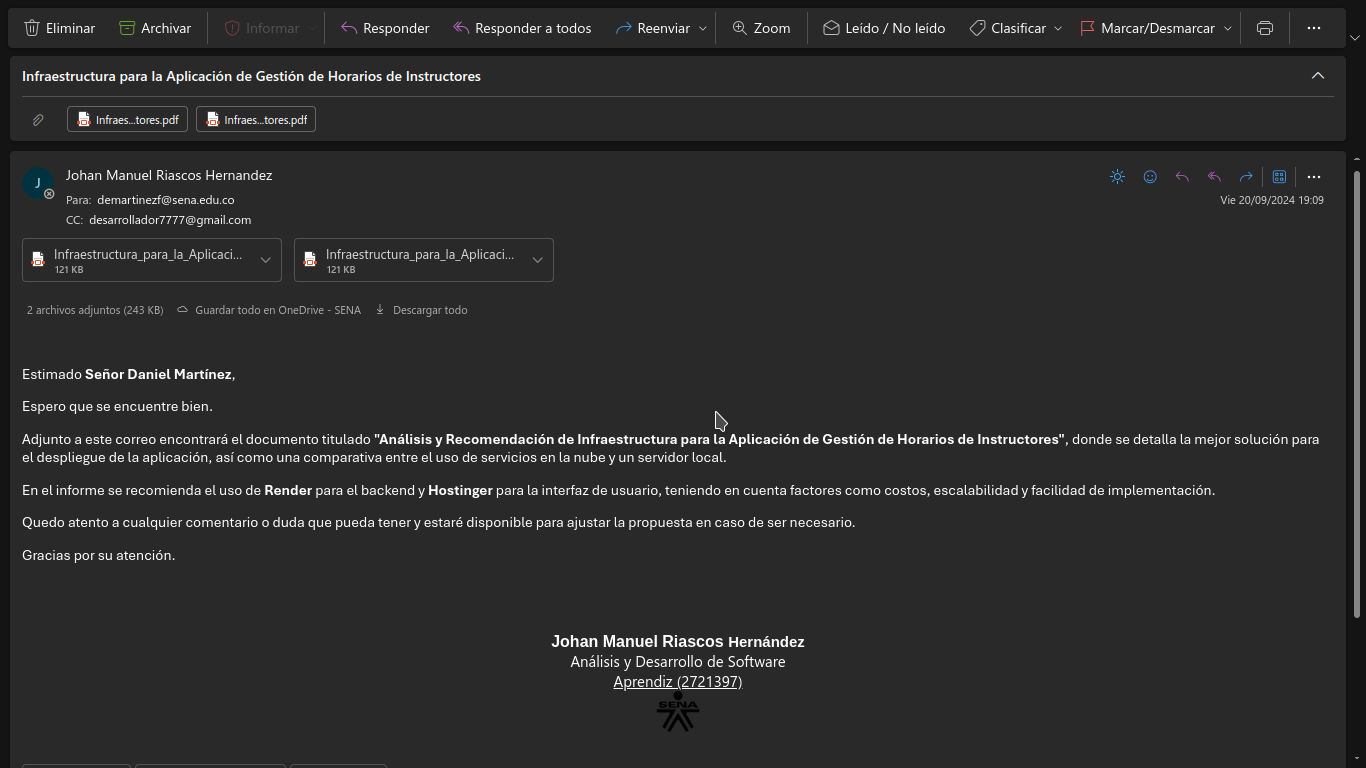 Eliminar Archivar Informar Responder Responder a todos Reenviar Zoom Leído / No leído Clasificar Marcar/Desmarcar
Infraestructura para la Aplicación de Gestión de Horarios de Instructores
Infraes...tores.pdf Infraes...tores.pdf
J
Johan Manuel Riascos Hernandez
Para: demartinezf@sena.edu.co
Vie 20/09/2024 19:09
CC: desarrollador7777@gmail.com
Infraestructura_para_la_Aplicaci... Infraestructura_para_la_Aplicaci...
121 KB 121 KB
2 archivos adjuntos (243 KB) Guardar todo en OneDrive - SENA Descargar todo
Estimado Señor Daniel Martínez,
Espero que se encuentre bien.
Adjunto a este correo encontrará el documento titulado "Análisis y Recomendación de Infraestructura para la Aplicación de Gestión de Horarios de Instructores", donde se detalla la mejor solución para
el despliegue de la aplicación, así como una comparativa entre el uso de servicios en la nube y un servidor local.
En el informe se recomienda el uso de Render para el backend y Hostinger para la interfaz de usuario, teniendo en cuenta factores como costos, escalabilidad y facilidad de implementación.
Quedo atento a cualquier comentario o duda que pueda tener y estaré disponible para ajustar la propuesta en caso de ser necesario.
Gracias por su atención.
Johan Manuel Riascos Hernández
Análisis y Desarrollo de Software
Aprendiz (2721397)
SENA